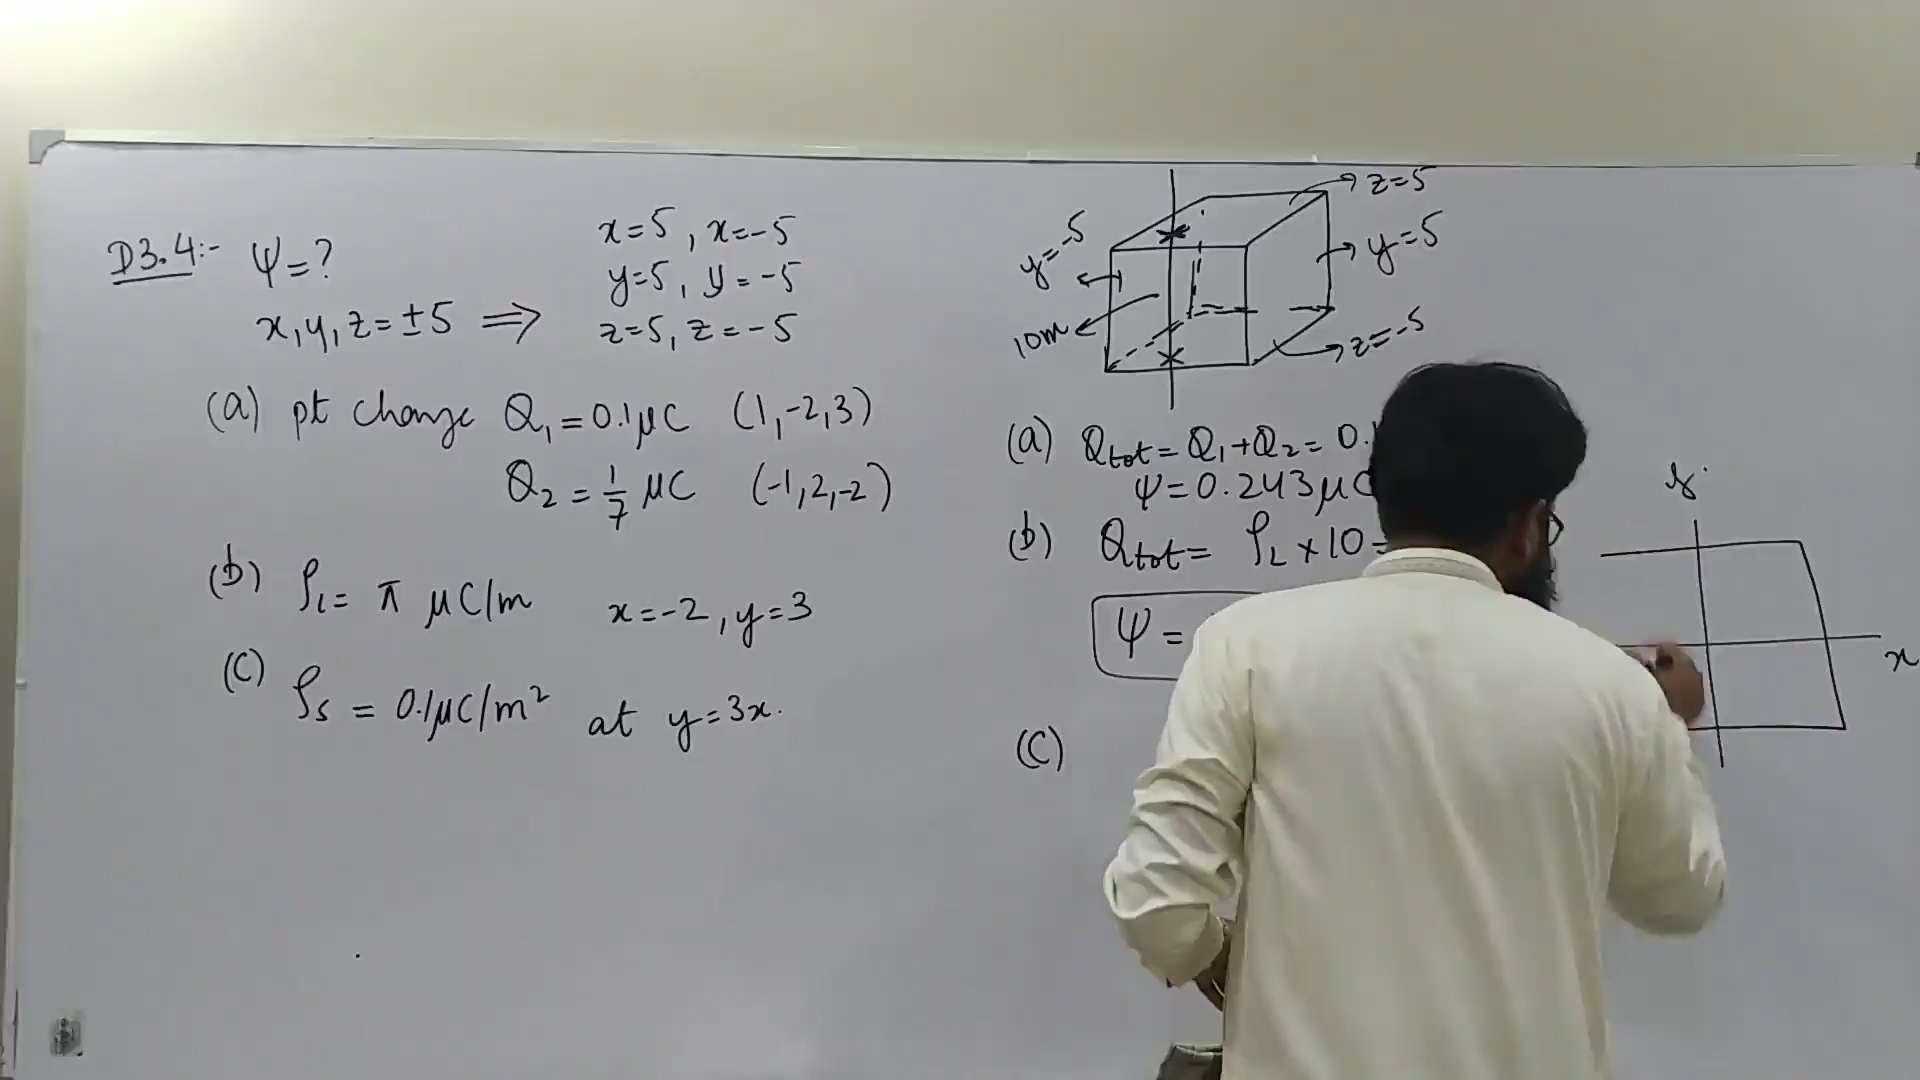 D3.4:- ψ=?
x,y,z=±5 ⟹
x=5, x=-5
y=5, y=-5
z=5, z=-5
(a) pt charge Q₁=0.1μC (1,-2,3)
Q₂=1/7 μC (-1,2,-2)
(b) ρL= π μC/m x=-2, y=3
(C) ρs = 0.1μC/m² at y=3x.
z=5
y=-5
y=5
10m
z=-5
(a) Qtot=Q₁+Q₂=0.
ψ=0.243μC
(b) Qtot= ρL×10=
ψ=
(C)
y
x